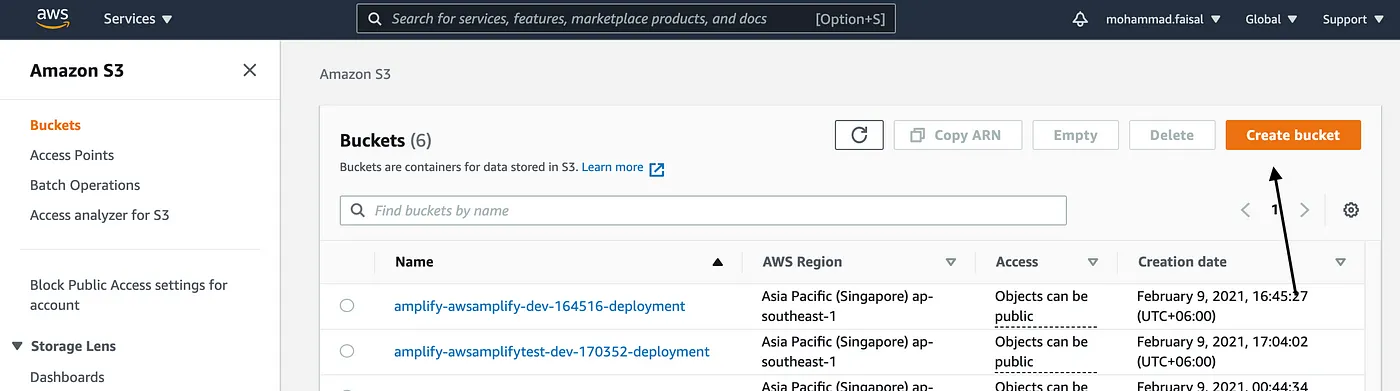 aws
Services ▼
Search for services, features, marketplace products, and docs [Option+S]
mohammad.faisal ▼
Global ▼
Support ▼
Amazon S3
Buckets
Access Points
Batch Operations
Access analyzer for S3
Block Public Access settings for
account
▼ Storage Lens
Dashboards
Amazon S3
Buckets (6)
Copy ARN
Empty
Delete
Create bucket
Buckets are containers for data stored in S3. Learn more
Find buckets by name
1
Name
AWS Region
Access
Creation date
amplify-awsamplify-dev-164516-deployment
Asia Pacific (Singapore) ap-
southeast-1
Objects can be
public
February 9, 2021, 16:45:27
(UTC+06:00)
amplify-awsamplifytest-dev-170352-deployment
Asia Pacific (Singapore) ap-
southeast-1
Objects can be
public
February 9, 2021, 17:04:02
(UTC+06:00)
Asia Pacific (Singapore) ap-
Objects can be
February 9, 2021, 00:44:34